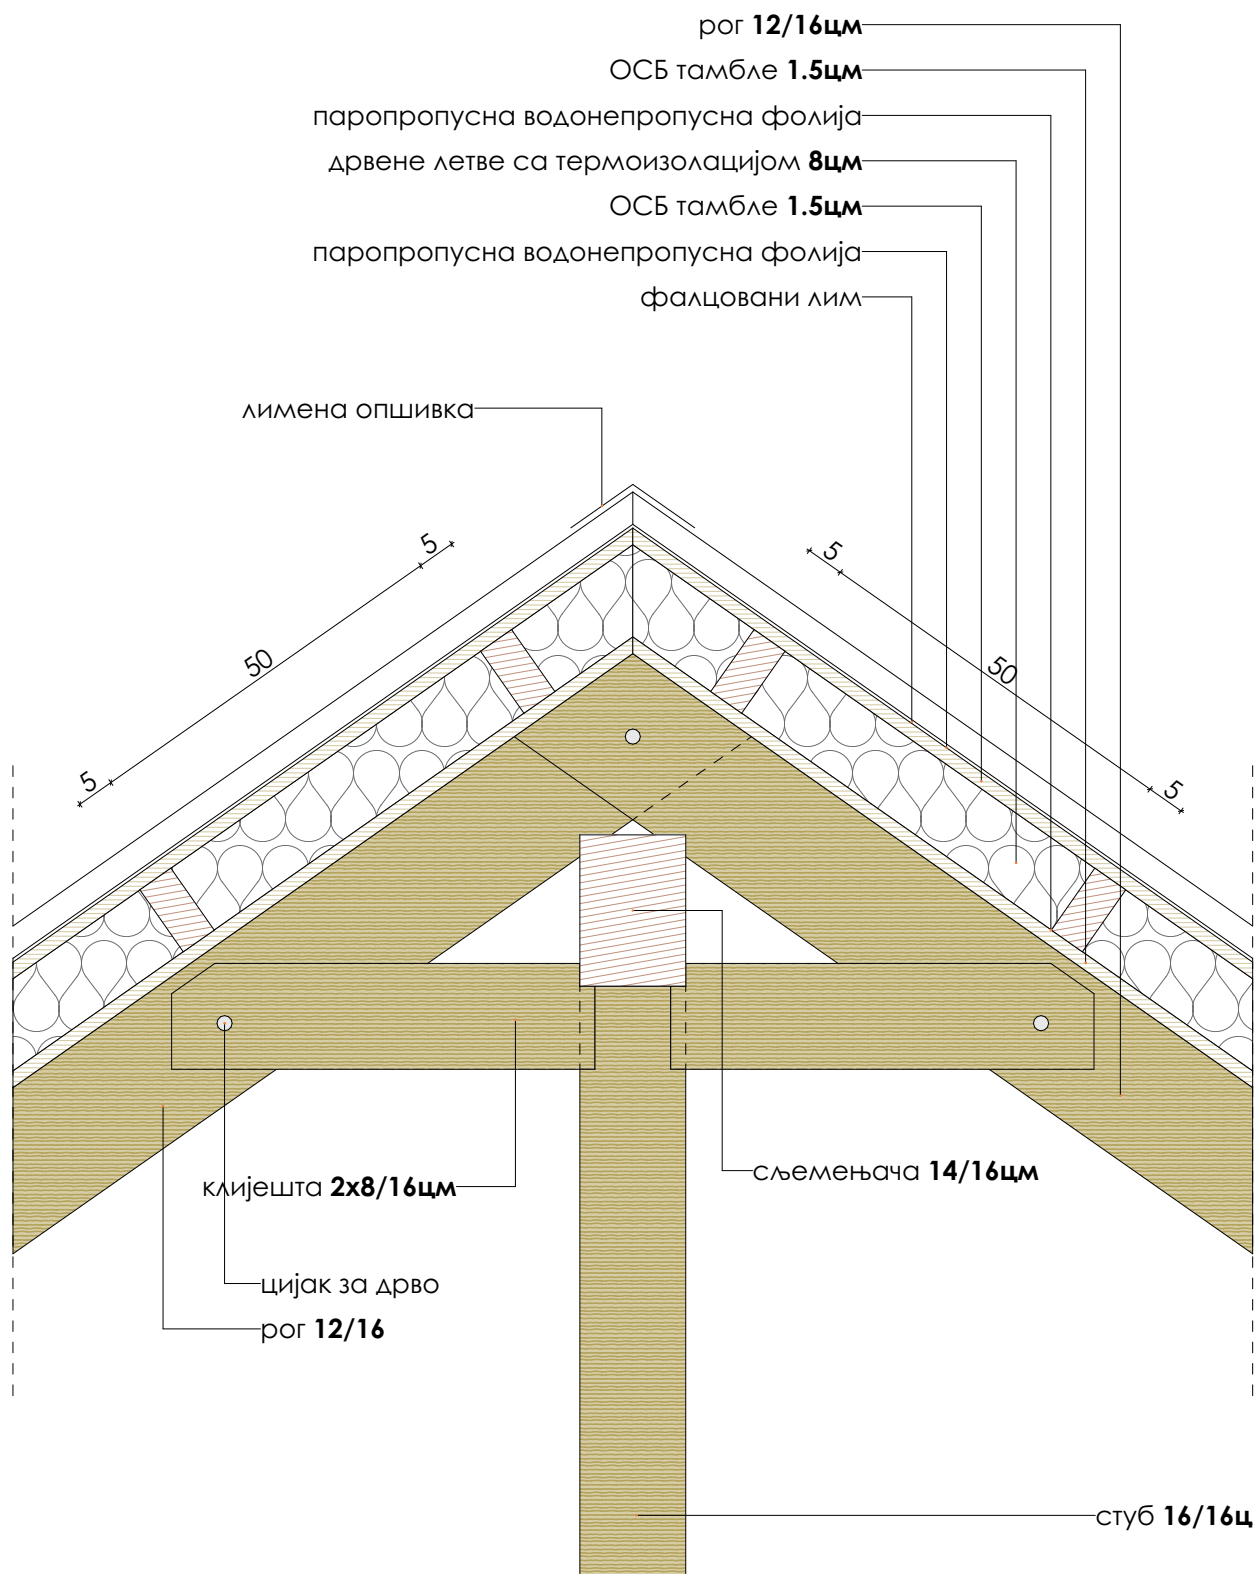 рог 12/16цм
ОСБ тамбле 1.5цм
паропропусна водонепропусна фолија
дрвене летве са термоизолацијом 8цм
ОСБ тамбле 1.5цм
паропропусна водонепропусна фолија
фалцовани лим
лимена опшивка
5
5
50
50
5
5
сљемењача 14/16цм
клијешта 2х8/16цм
цијак за дрво
рог 12/16
стуб 16/16ц